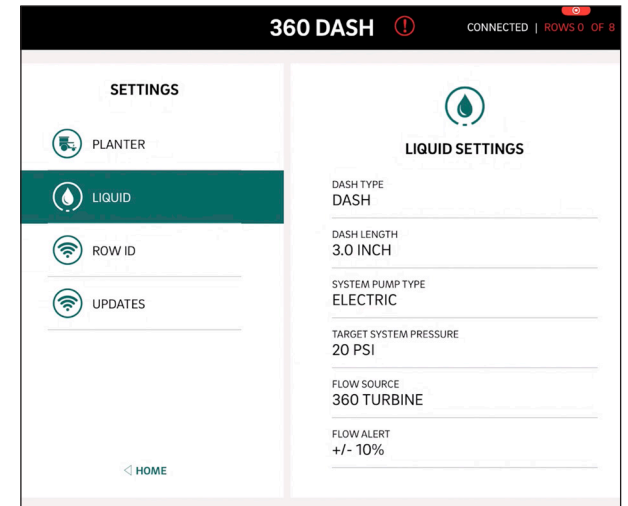 360 DASH
CONNECTED | ROWS 0 OF 8
SETTINGS
PLANTER
LIQUID
ROW ID
UPDATES
HOME
LIQUID SETTINGS
DASH TYPE
DASH
DASH LENGTH
3.0 INCH
SYSTEM PUMP TYPE
ELECTRIC
TARGET SYSTEM PRESSURE
20 PSI
FLOW SOURCE
360 TURBINE
FLOW ALERT
+/- 10%